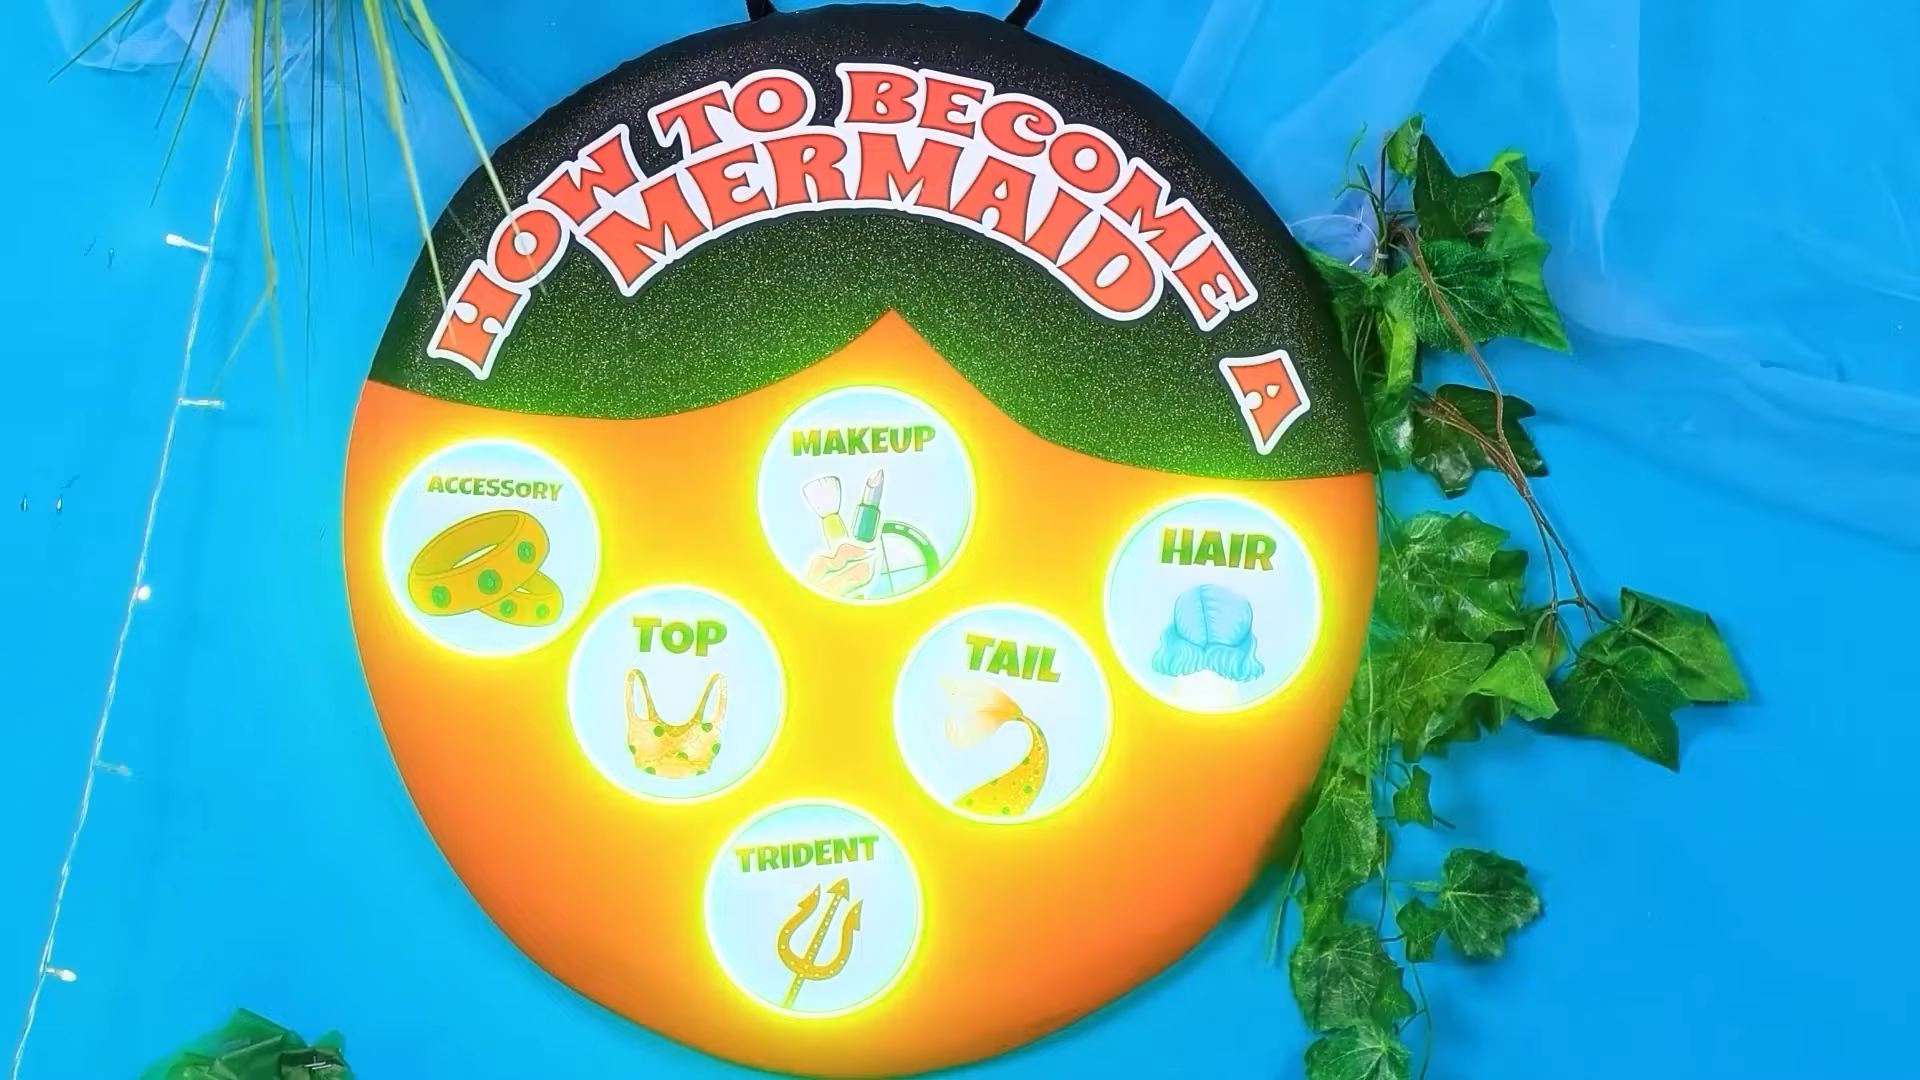 HOW TO BECOME A
MERMAID
MAKEUP
ACCESSORY
HAIR
TOP
TAIL
TRIDENT